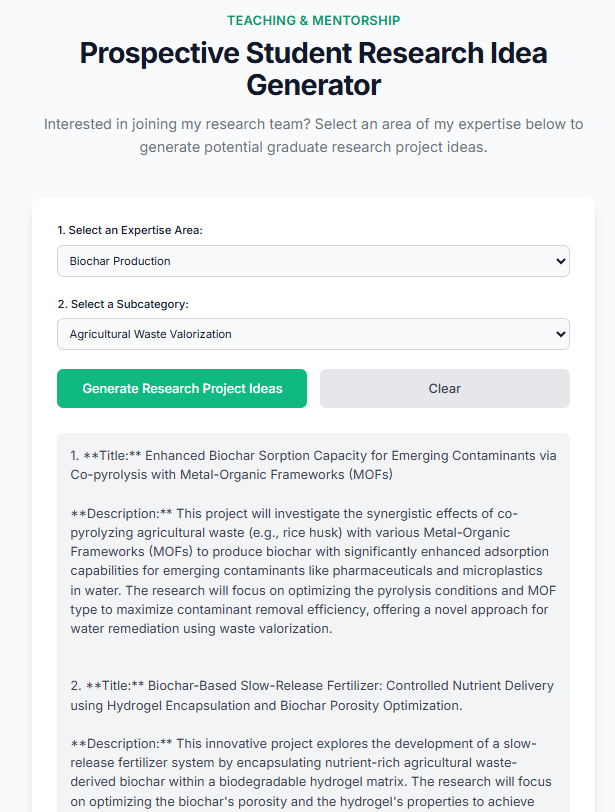 TEACHING & MENTORSHIP
Prospective Student Research Idea
Generator
Interested in joining my research team? Select an area of my expertise below to
generate potential graduate research project ideas.
1. Select an Expertise Area:
Biochar Production
2. Select a Subcategory:
Agricultural Waste Valorization
Generate Research Project Ideas
Clear
1. **Title:** Enhanced Biochar Sorption Capacity for Emerging Contaminants via
Co-pyrolysis with Metal-Organic Frameworks (MOFs)
**Description:** This project will investigate the synergistic effects of co-
pyrolyzing agricultural waste (e.g., rice husk) with various Metal-Organic
Frameworks (MOFs) to produce biochar with significantly enhanced adsorption
capabilities for emerging contaminants like pharmaceuticals and microplastics
in water. The research will focus on optimizing the pyrolysis conditions and MOF
type to maximize contaminant removal efficiency, offering a novel approach for
water remediation using waste valorization.
2. **Title:** Biochar-Based Slow-Release Fertilizer: Controlled Nutrient Delivery
using Hydrogel Encapsulation and Biochar Porosity Optimization.
**Description:** This innovative project explores the development of a slow-
release fertilizer system by encapsulating nutrient-rich agricultural waste-
derived biochar within a biodegradable hydrogel matrix. The research will focus
on optimizing the biochar's porosity and the hydrogel's properties to achieve